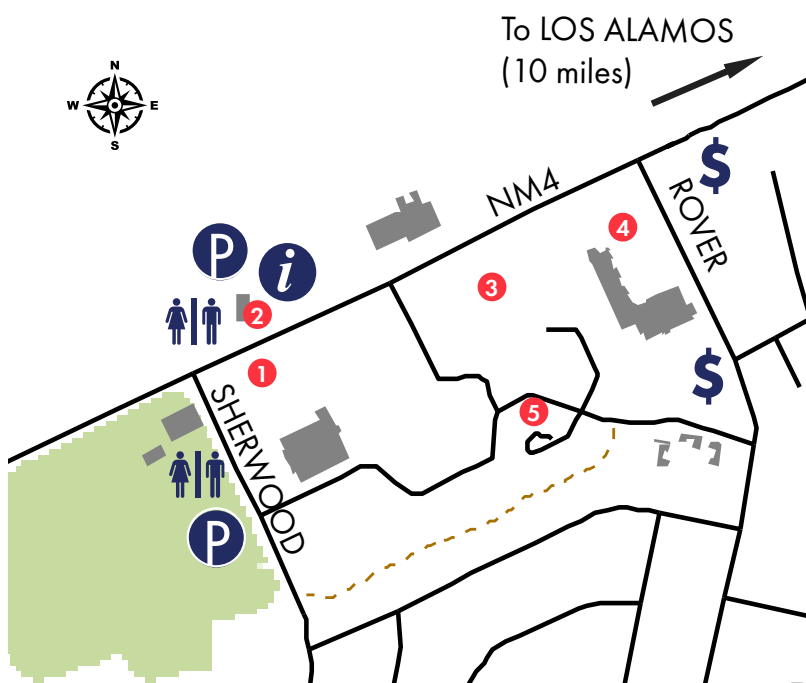 To LOS ALAMOS
(10 miles)
N
W E
S
NM4
ROVER
$
P
i
4
3
2
1
SHERWOOD
$
5
P